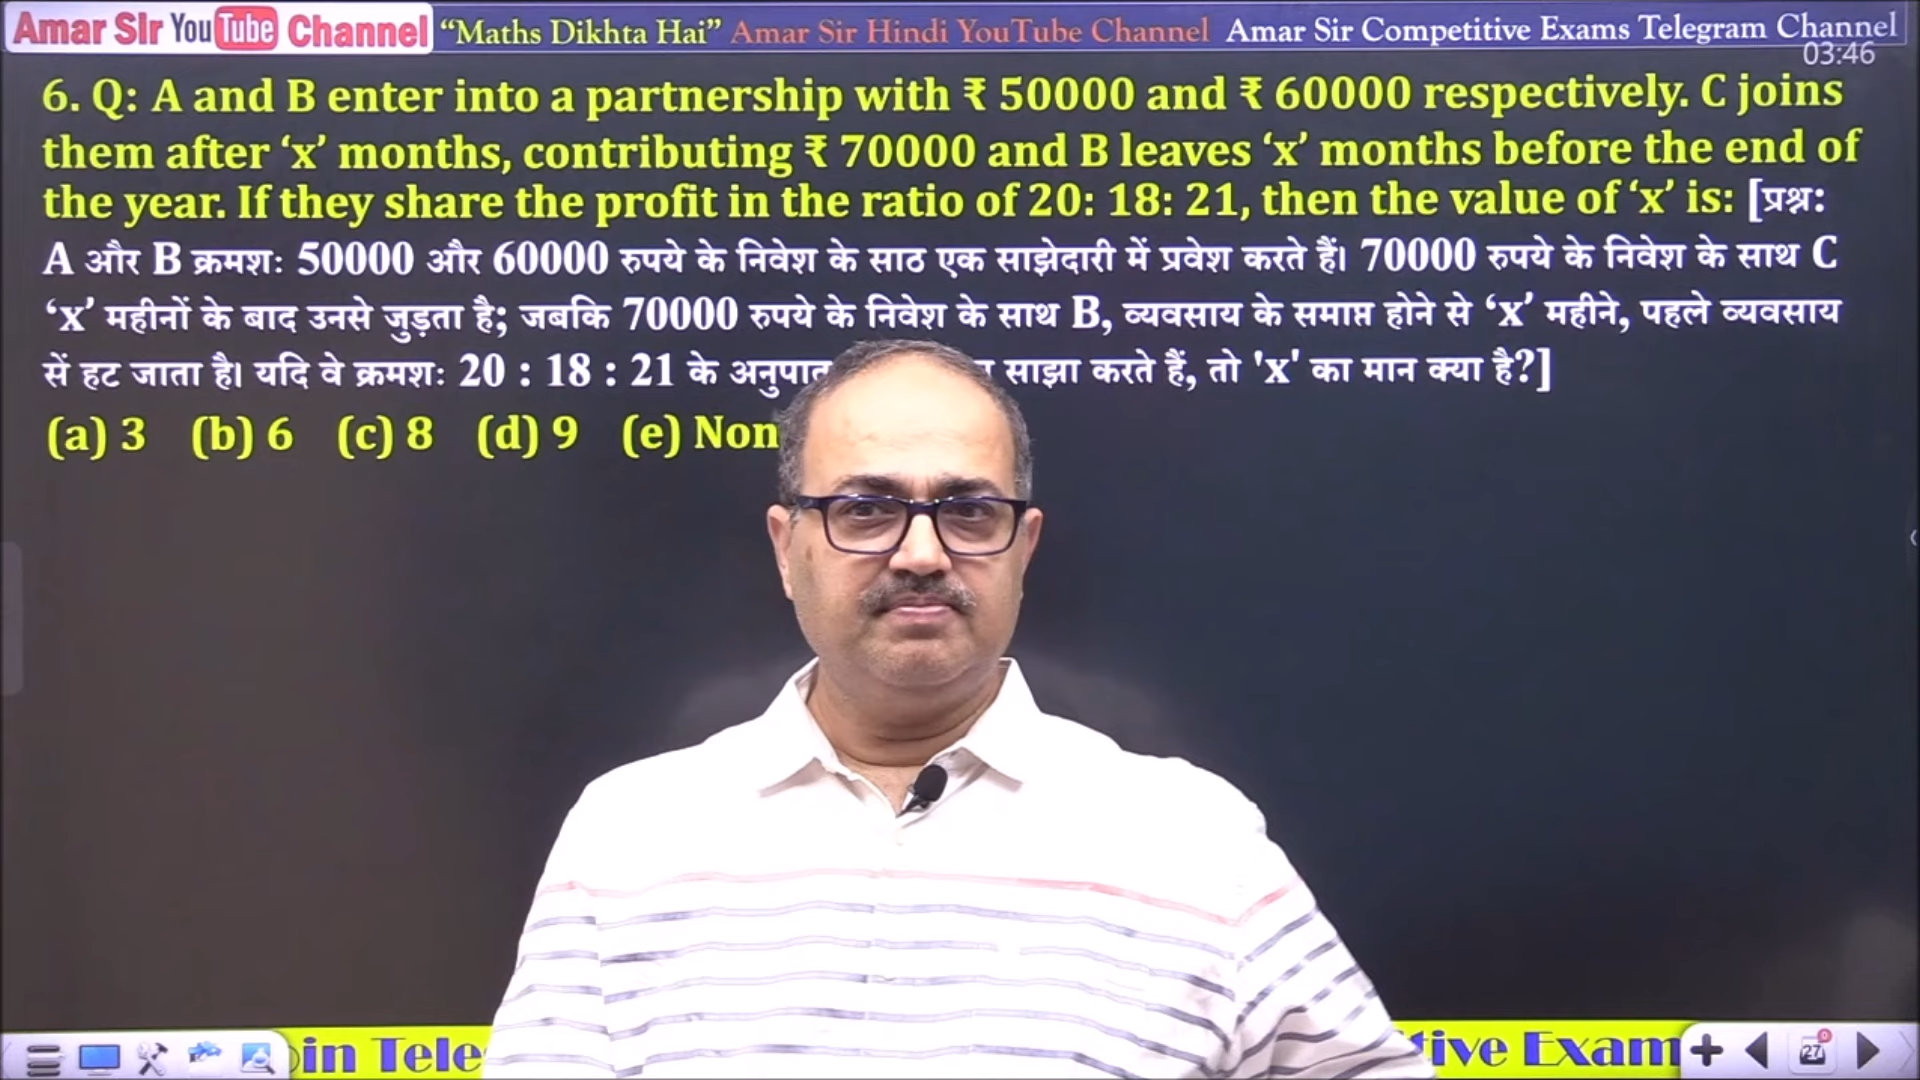 Amar Sir YouTube Channel “Maths Dikhta Hai” Amar Sir Hindi YouTube Channel Amar Sir Competitive Exams Telegram Channel
03:46
6. Q: A and B enter into a partnership with ₹ 50000 and ₹ 60000 respectively. C joins
them after ‘x’ months, contributing ₹ 70000 and B leaves ‘x’ months before the end of
the year. If they share the profit in the ratio of 20: 18: 21, then the value of ‘x’ is: [प्रश्न:
A और B क्रमशः 50000 और 60000 रुपये के निवेश के साठ एक साझेदारी में प्रवेश करते हैं। 70000 रुपये के निवेश के साथ C
‘x’ महीनों के बाद उनसे जुड़ता है; जबकि 70000 रुपये के निवेश के साथ B, व्यवसाय के समाप्त होने से ‘x’ महीने, पहले व्यवसाय
सें हट जाता है। यदि वे क्रमशः 20 : 18 : 21 के साझा करते हैं, तो 'x' का मान क्या है?]
(a) 3 (b) 6 (c) 8 (d) 9 (e)
in Exam
27